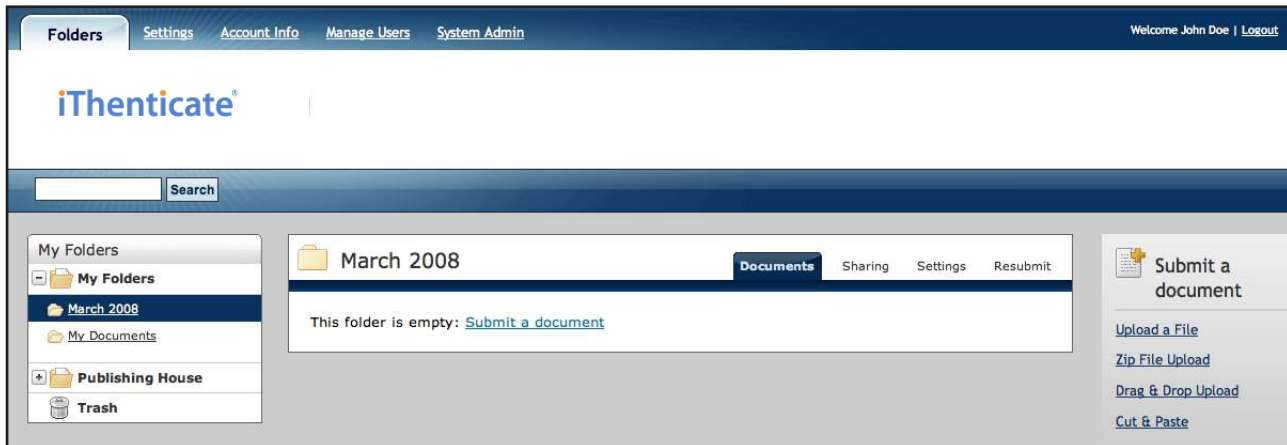 Folders Settings Account Info Manage Users System Admin Welcome John Doe | Logout
iThenticate®
Search
My Folders
My Folders
March 2008
My Documents
Publishing House
Trash
March 2008 Documents Sharing Settings Resubmit
This folder is empty: Submit a document
Submit a
document
Upload a File
Zip File Upload
Drag & Drop Upload
Cut & Paste